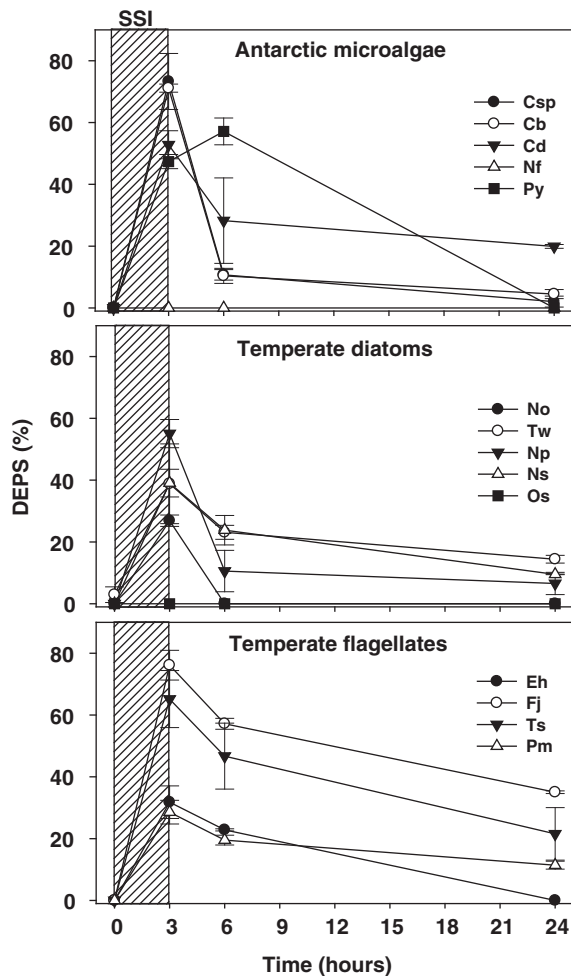 SSI
Antarctic microalgae
80
60
40
20
0
Csp
Cb
Cd
Nf
Py
Temperate diatoms
80
60
40
20
0
No
Tw
Np
Ns
Os
DEPS (%)
Temperate flagellates
80
60
40
20
0
Eh
Fj
Ts
Pm
0 3 6 9 12 15 18 21 24
Time (hours)